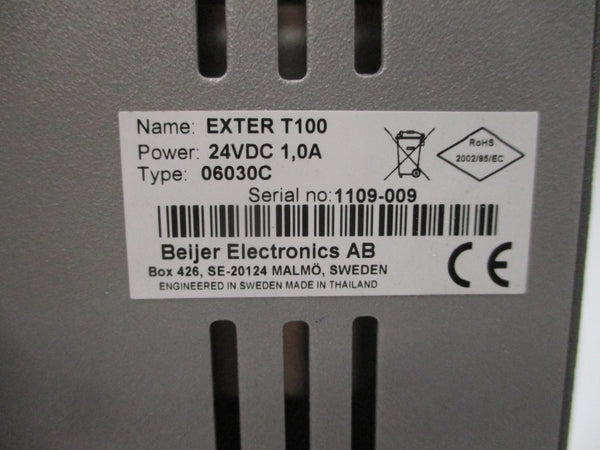 Name: EXTER T100
Power: 24VDC 1,0A
Type: 06030C
RoHS
2002/95/EC
Serial no:1109-009
Beijer Electronics AB
Box 426, SE-20124 MALMÖ, SWEDEN
ENGINEERED IN SWEDEN MADE IN THAILAND
CE